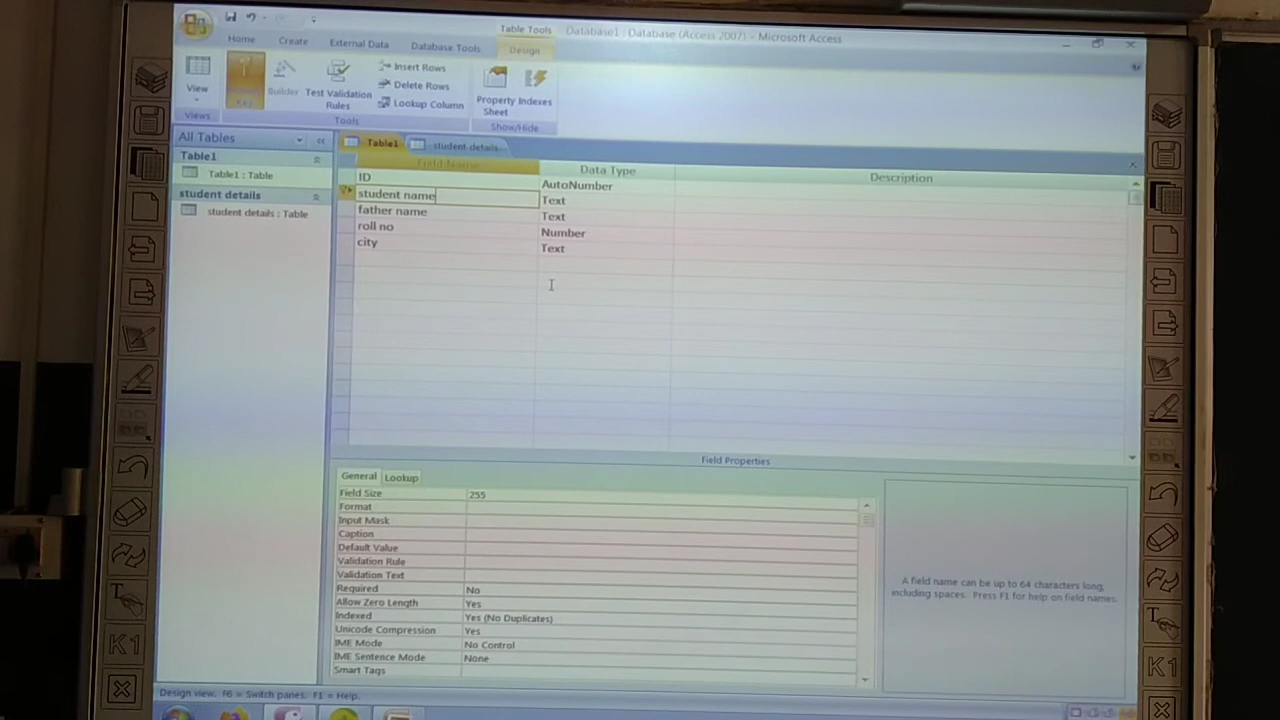 Table Tools
Database1 : Database (Access 2007) - Microsoft Access
Home
Create
External Data
Database Tools
Design
View
Builder
Test Validation
Rules
Insert Rows
Delete Rows
Lookup Column
Property
Sheet
Indexes
Views
Tools
Show/Hide
All Tables
Table1
Table1 : Table
student details
student details : Table
Table1
student details
Field Name
Data Type
Description
ID
AutoNumber
student name
Text
father name
Text
roll no
Number
city
Text
Field Properties
General
Lookup
Field Size
255
Format
Input Mask
Caption
Default Value
Validation Rule
Validation Text
Required
No
Allow Zero Length
Yes
Indexed
Yes (No Duplicates)
Unicode Compression
Yes
IME Mode
No Control
IME Sentence Mode
None
Smart Tags
A field name can be up to 64 characters long,
including spaces. Press F1 for help on field names.
Design view. F6 = Switch panes. F1 = Help.
T
K1
T
K1